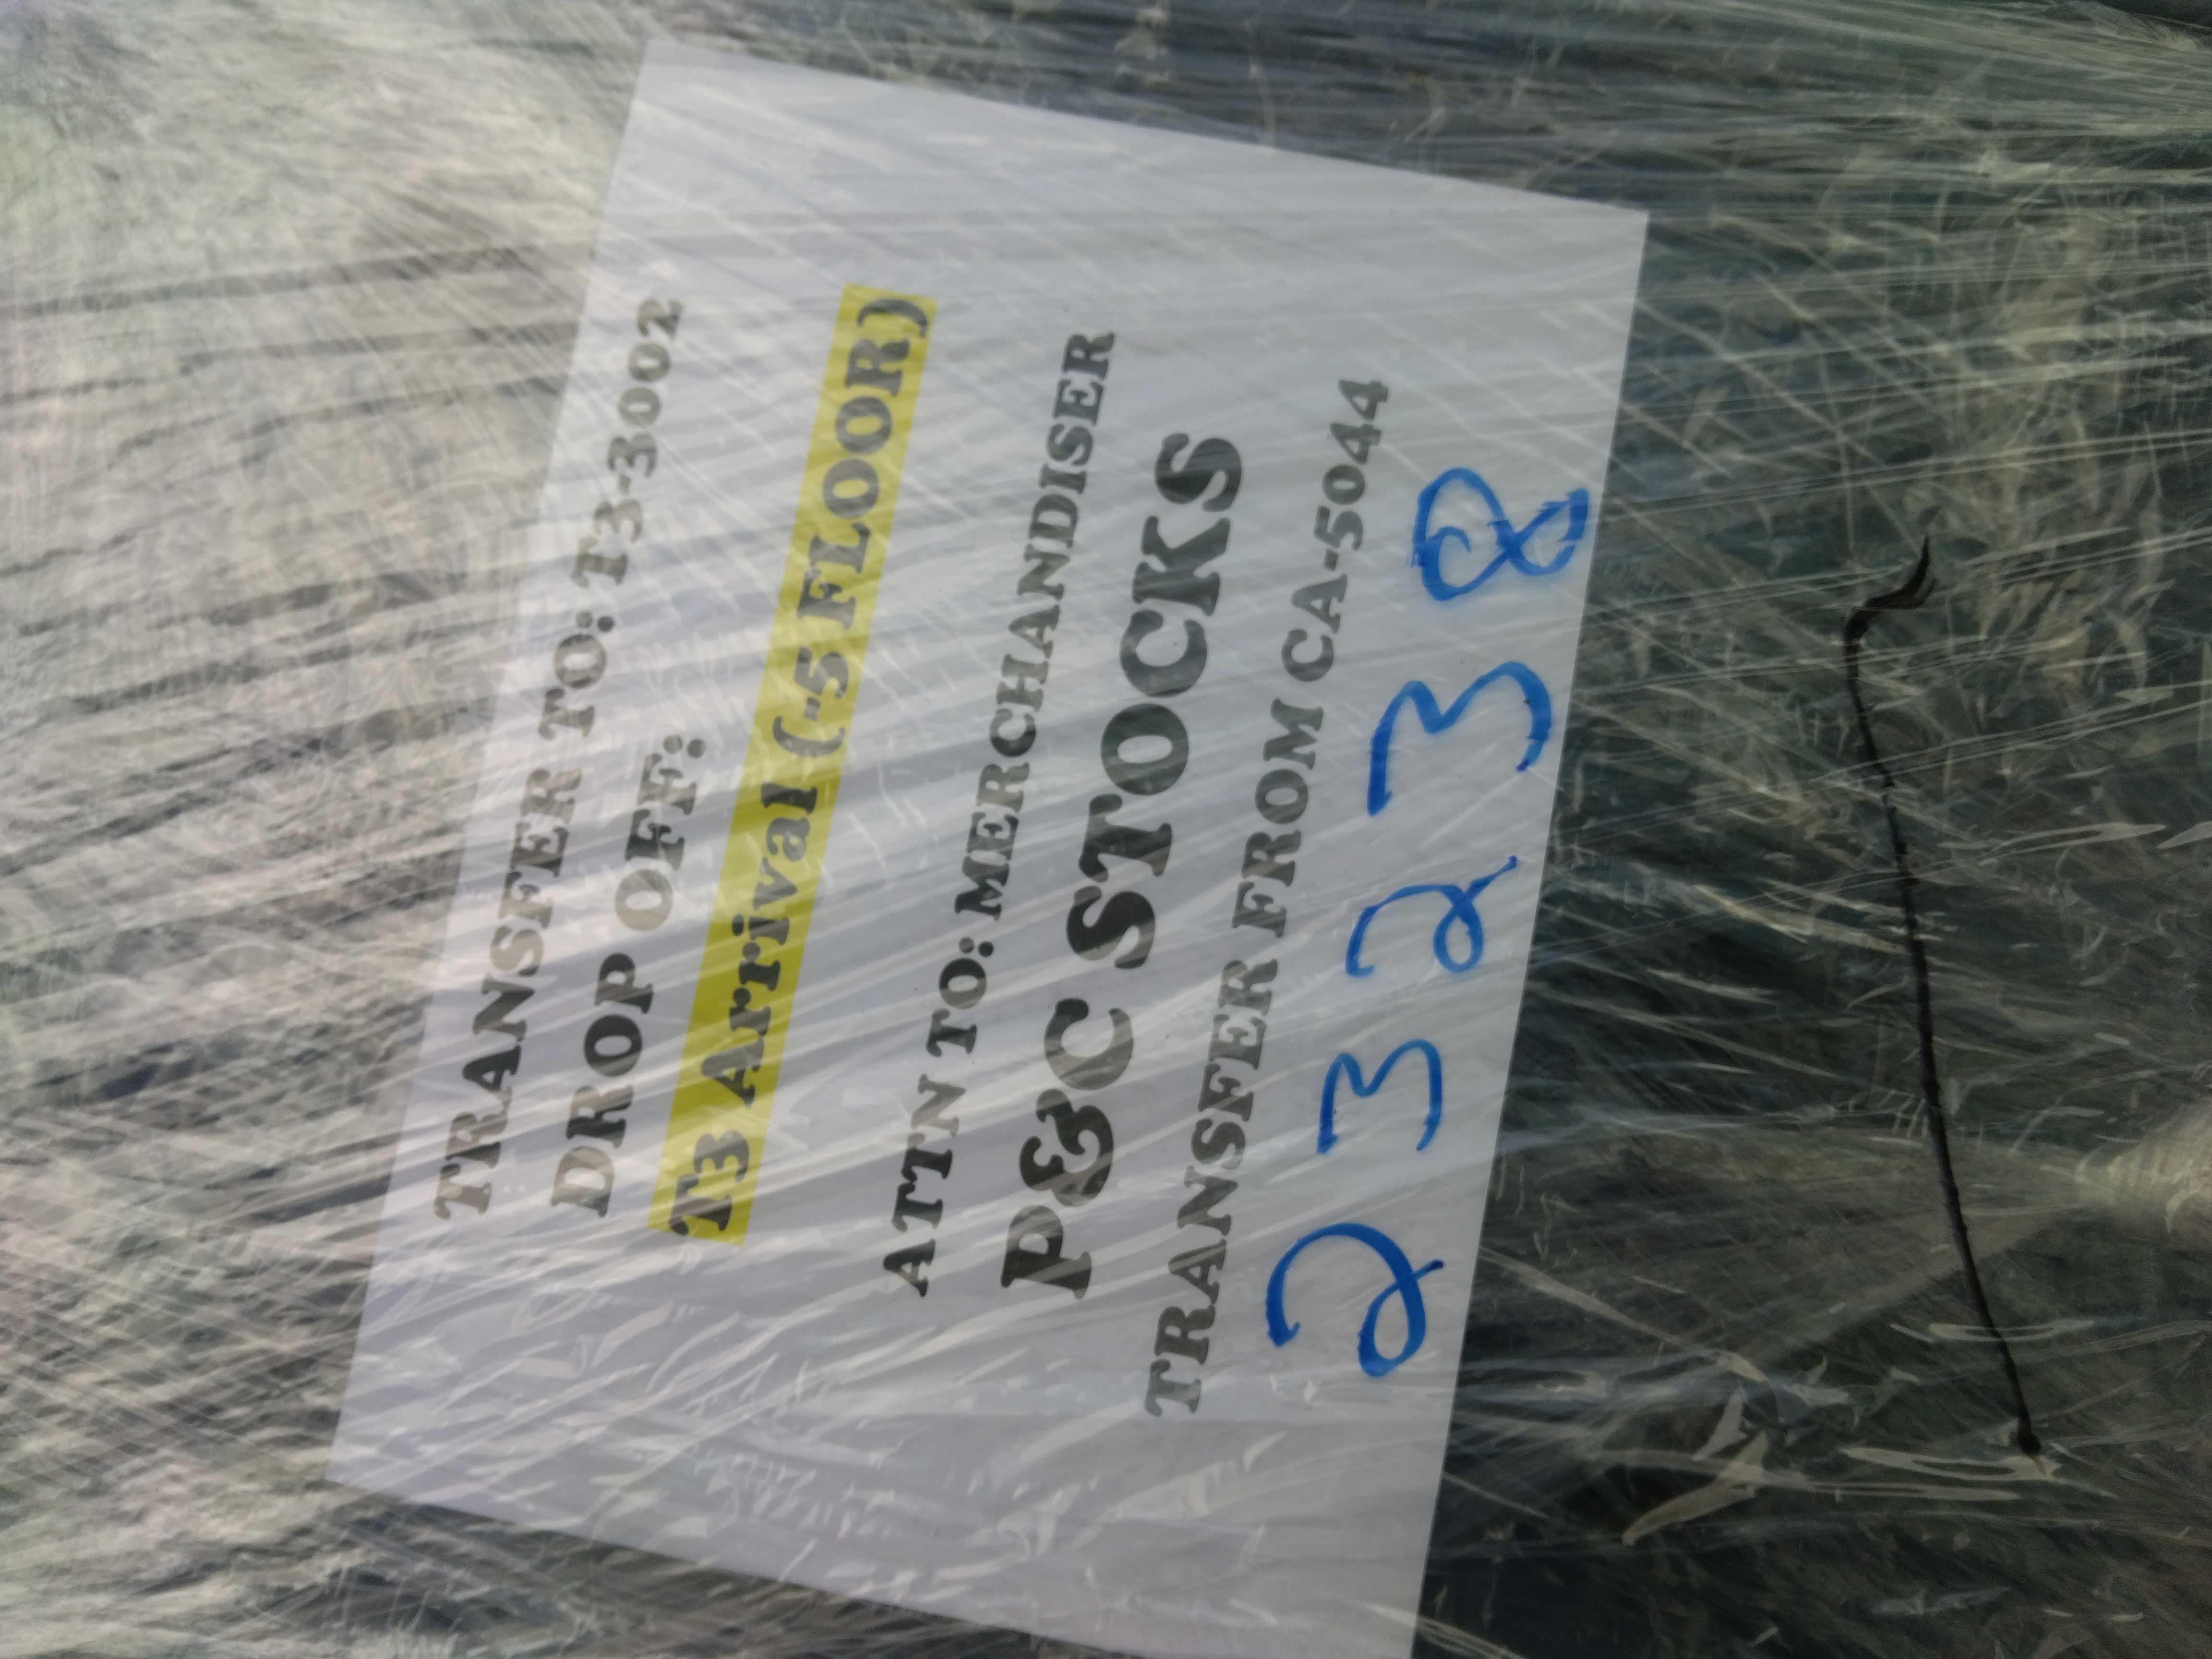 TRANSFER TO: T3-3002
DROP OFF:
T3 Arrival (-5 FLOOR)
ATTN TO: MERCHANDISER
P&C STOCKS
TRANSFER FROM CA-5044
23238